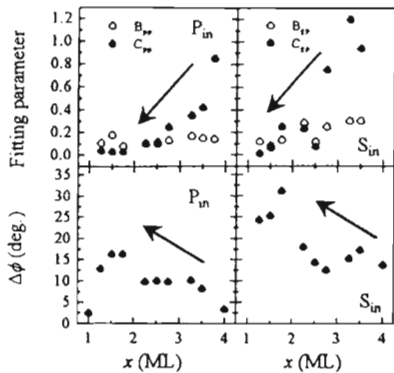 Fitting parameter
1.2
1.0
0.8
0.6
0.4
0.2
0.0
B_pp
C_pp
P_in
B_sp
C_sp
S_in
Δϕ (deg.)
35
30
25
20
15
10
5
0
P_in
S_in
1 2 3 4 1 2 3 4
x (ML) x (ML)